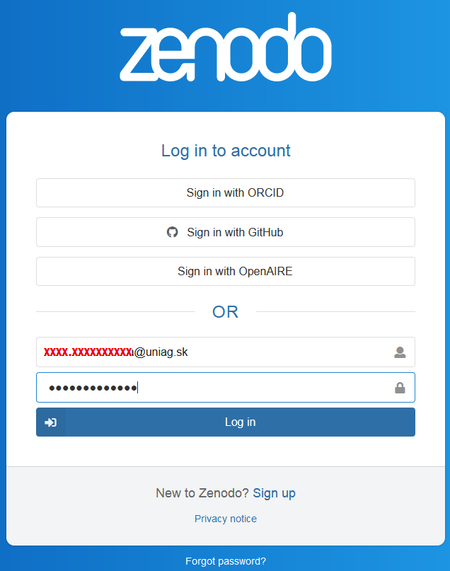 zenodo
Log in to account
Sign in with ORCID
Sign in with GitHub
Sign in with OpenAIRE
OR
XXXX.XXXXXXXXXX@uniag.sk
•••••••••••••
Log in
New to Zenodo? Sign up
Privacy notice
Forgot password?